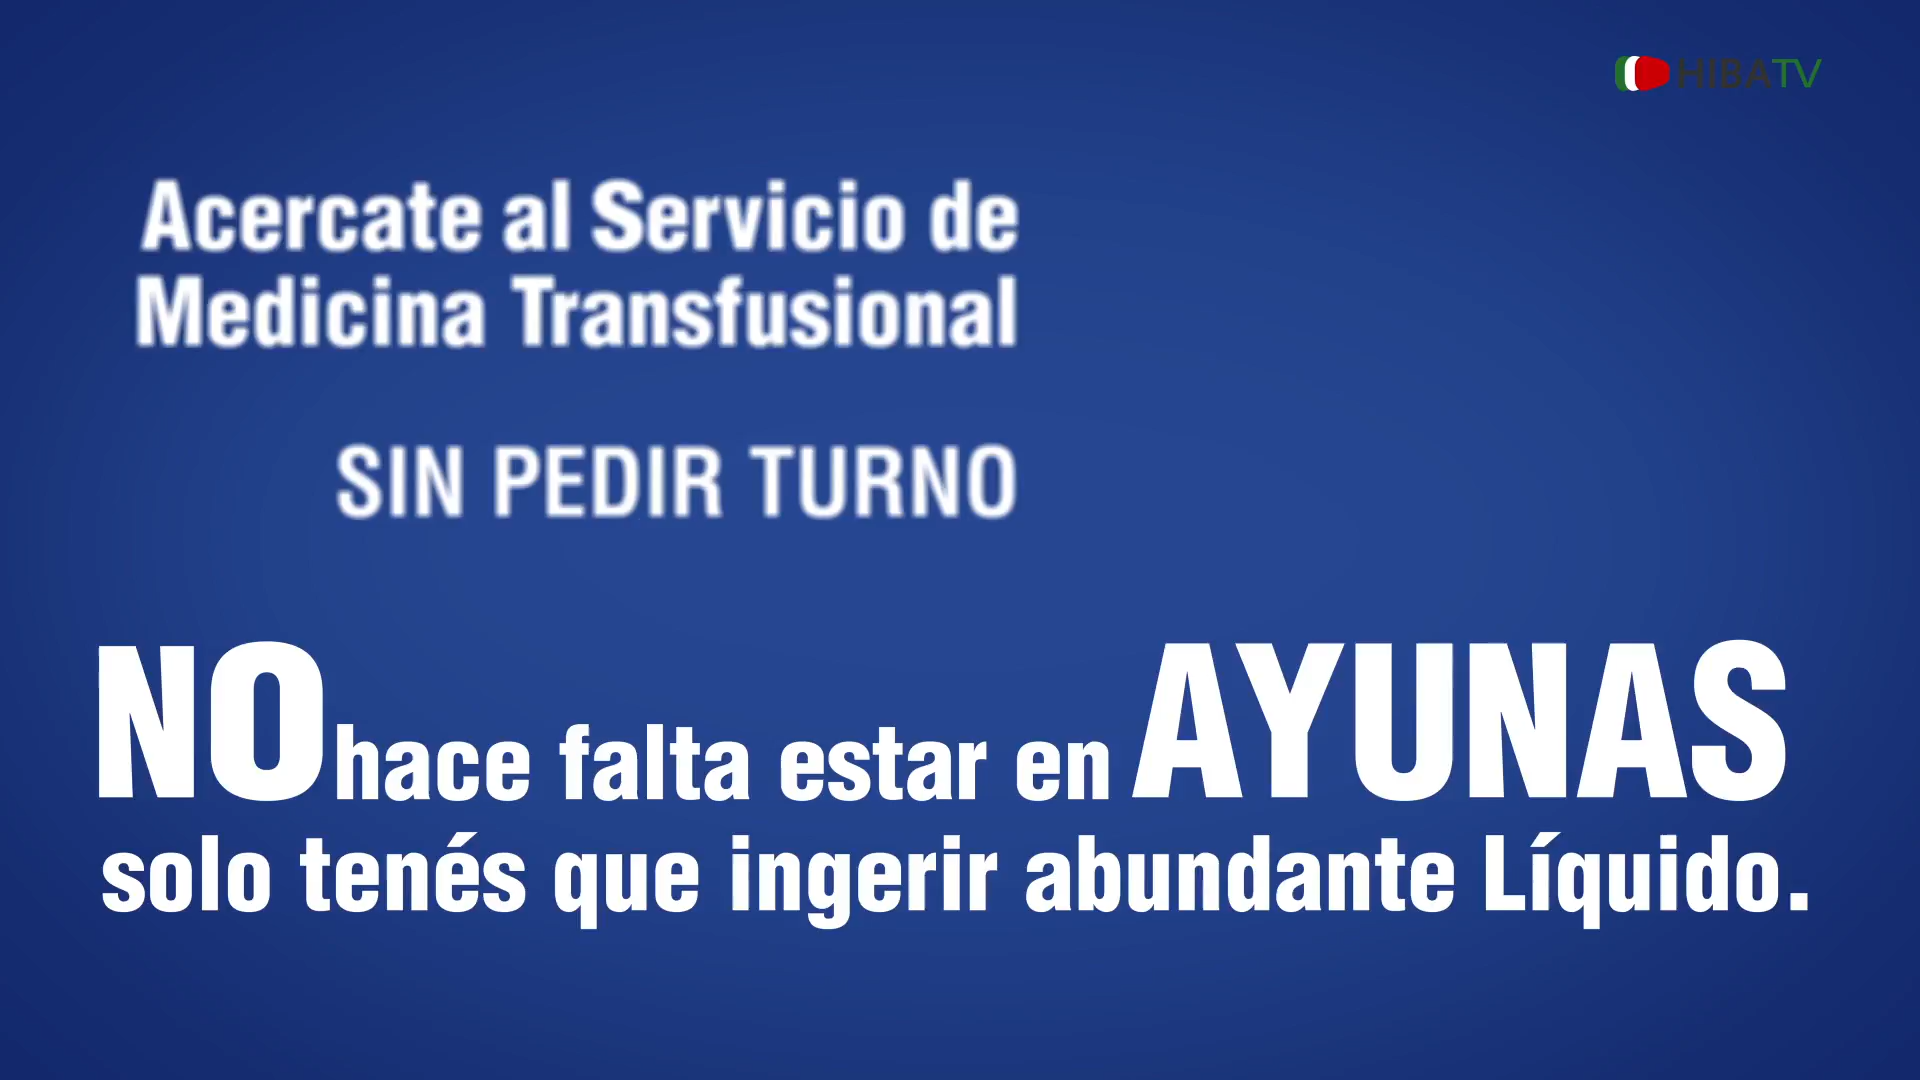 HIBATV
Acercate al Servicio de
Medicina Transfusional
SIN PEDIR TURNO
NO hace falta estar en AYUNAS
solo tenés que ingerir abundante Líquido.